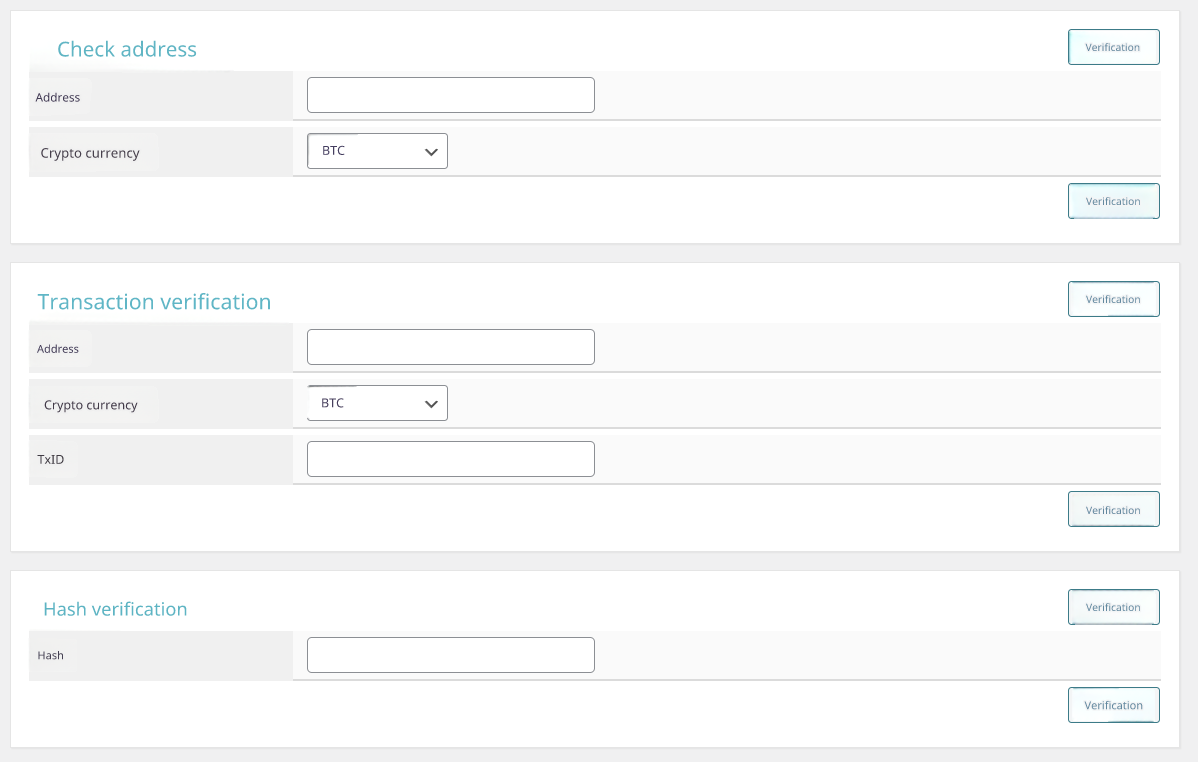 Check address
Verification
Address
Crypto currency
BTC
Verification
Transaction verification
Verification
Address
Crypto currency
BTC
TxID
Verification
Hash verification
Verification
Hash
Verification